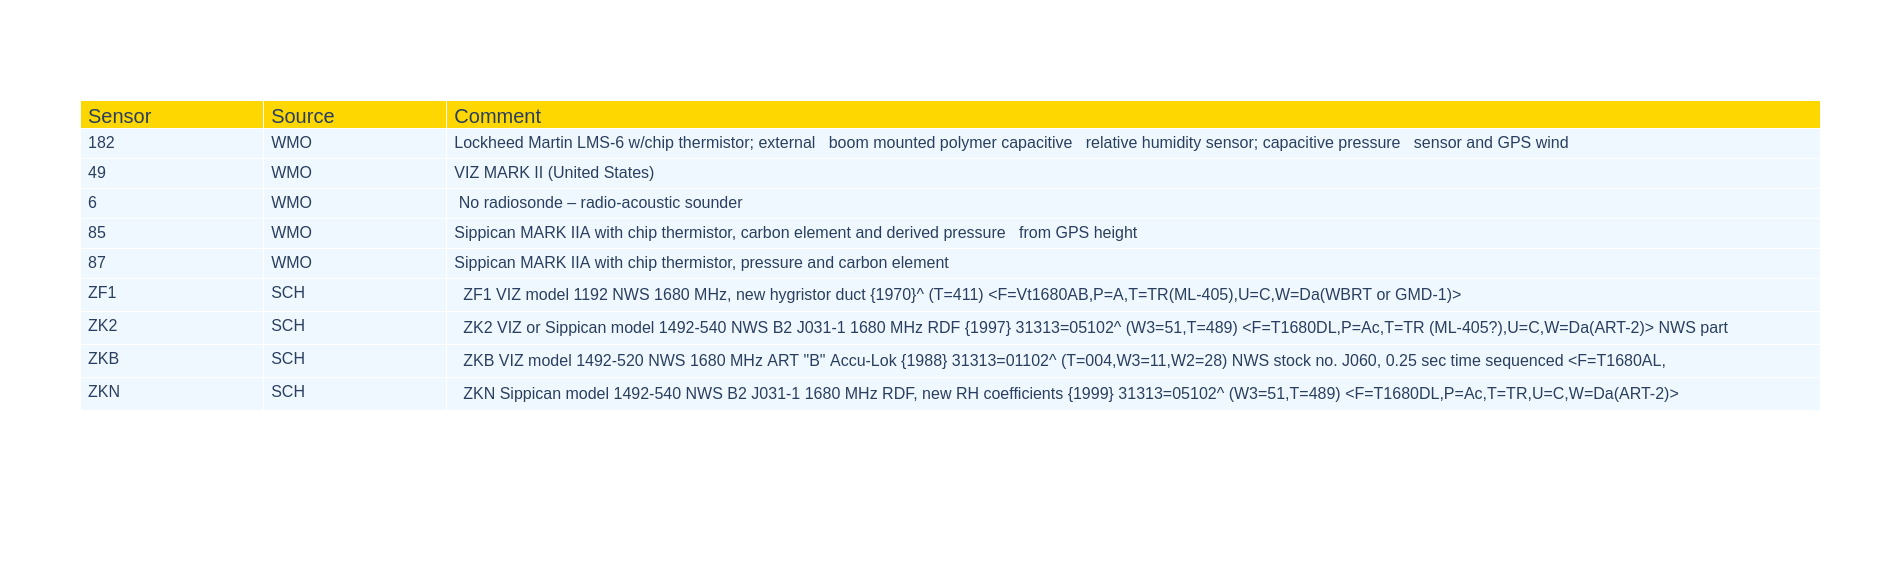 Sensor Source Comment
182 WMO Lockheed Martin LMS-6 w/chip thermistor; external boom mounted polymer capacitive relative humidity sensor; capacitive pressure sensor and GPS wind
49 WMO VIZ MARK II (United States)
6 WMO No radiosonde – radio-acoustic sounder
85 WMO Sippican MARK IIA with chip thermistor, carbon element and derived pressure from GPS height
87 WMO Sippican MARK IIA with chip thermistor, pressure and carbon element
ZF1 SCH ZF1 VIZ model 1192 NWS 1680 MHz, new hygristor duct {1970}^ (T=411) <F=Vt1680AB,P=A,T=TR(ML-405),U=C,W=Da(WBRT or GMD-1)>
ZK2 SCH ZK2 VIZ or Sippican model 1492-540 NWS B2 J031-1 1680 MHz RDF {1997} 31313=05102^ (W3=51,T=489) <F=T1680DL,P=Ac,T=TR (ML-405?),U=C,W=Da(ART-2)> NWS part
ZKB SCH ZKB VIZ model 1492-520 NWS 1680 MHz ART "B" Accu-Lok {1988} 31313=01102^ (T=004,W3=11,W2=28) NWS stock no. J060, 0.25 sec time sequenced <F=T1680AL,
ZKN SCH ZKN Sippican model 1492-540 NWS B2 J031-1 1680 MHz RDF, new RH coefficients {1999} 31313=05102^ (W3=51,T=489) <F=T1680DL,P=Ac,T=TR,U=C,W=Da(ART-2)>